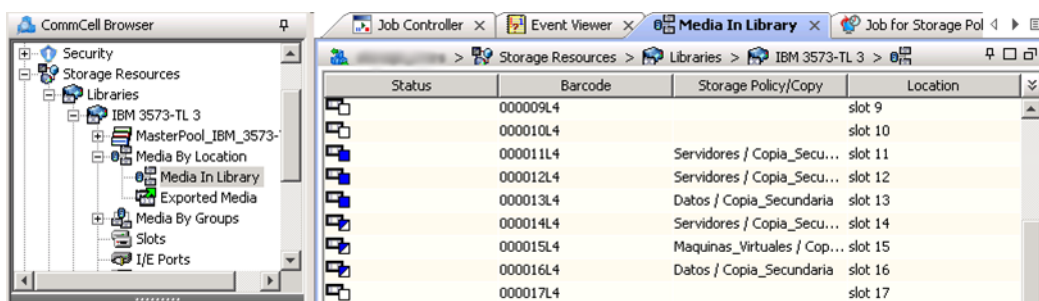 CommCell Browser
Security
Storage Resources
Libraries
IBM 3573-TL 3
MasterPool_IBM_3573-
Media By Location
Media In Library
Exported Media
Media By Groups
Slots
I/E Ports
Job Controller Event Viewer Media In Library Job for Storage Pol
> Storage Resources > Libraries > IBM 3573-TL 3 >
Status Barcode Storage Policy/Copy Location
000009L4 slot 9
000010L4 slot 10
000011L4 Servidores / Copia_Secu... slot 11
000012L4 Servidores / Copia_Secu... slot 12
000013L4 Datos / Copia_Secundaria slot 13
000014L4 Servidores / Copia_Secu... slot 14
000015L4 Maquinas_Virtuales / Cop... slot 15
000016L4 Datos / Copia_Secundaria slot 16
000017L4 slot 17